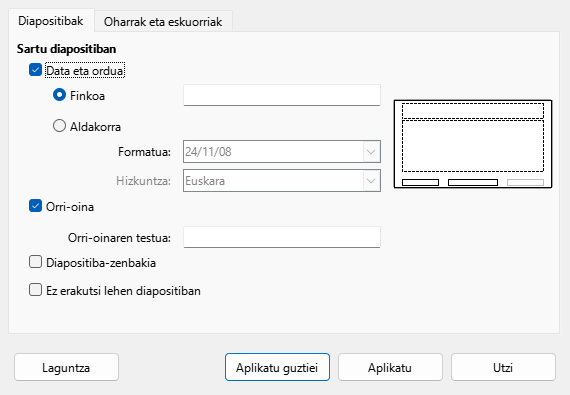 Diapositibak
Oharrak eta eskuorriak
Sartu diapositiban
Data eta ordua
Finkoa
Aldakorra
Formatua:
24/11/08
Hizkuntza:
Euskara
Orri-oina
Orri-oinaren testua:
Diapositiba-zenbakia
Ez erakutsi lehen diapositiban
Laguntza
Aplikatu guztiei
Aplikatu
Utzi